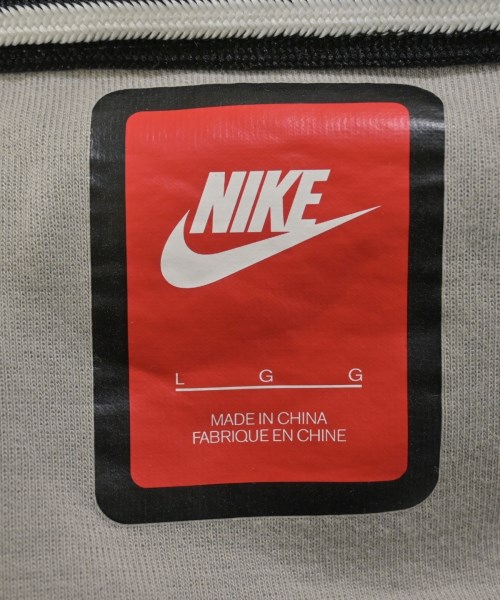 NIKE
L G G
MADE IN CHINA
FABRIQUE EN CHINE